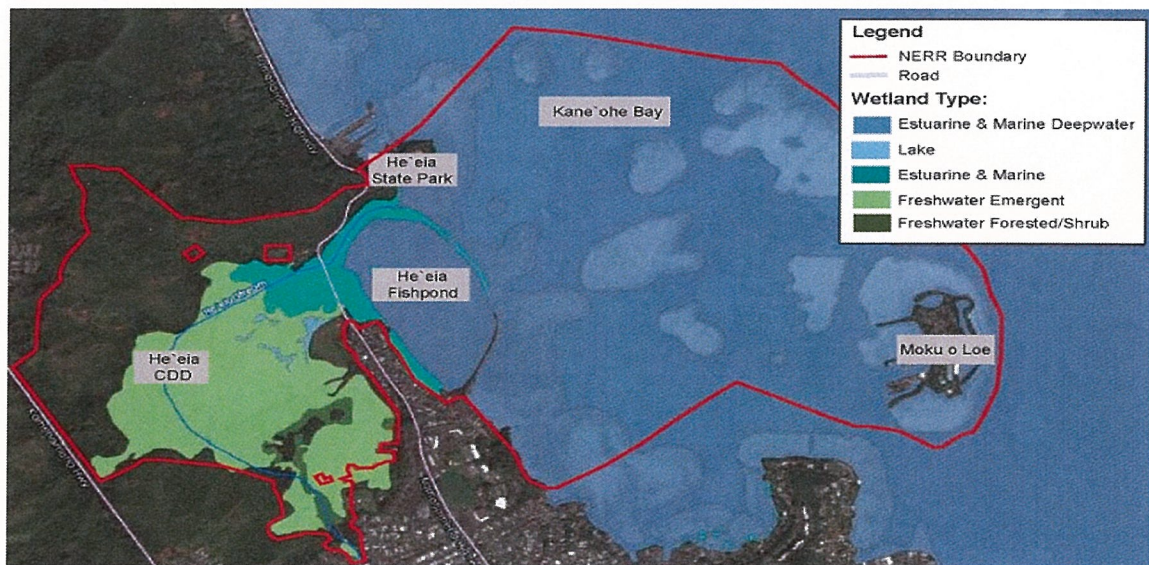 Legend
NERR Boundary
Road
Wetland Type:
Estuarine & Marine Deepwater
Lake
Estuarine & Marine
Freshwater Emergent
Freshwater Forested/Shrub
Kane`ohe Bay
He`eia
State Park
He`eia
Fishpond
He`eia
CDD
Moku o Loe